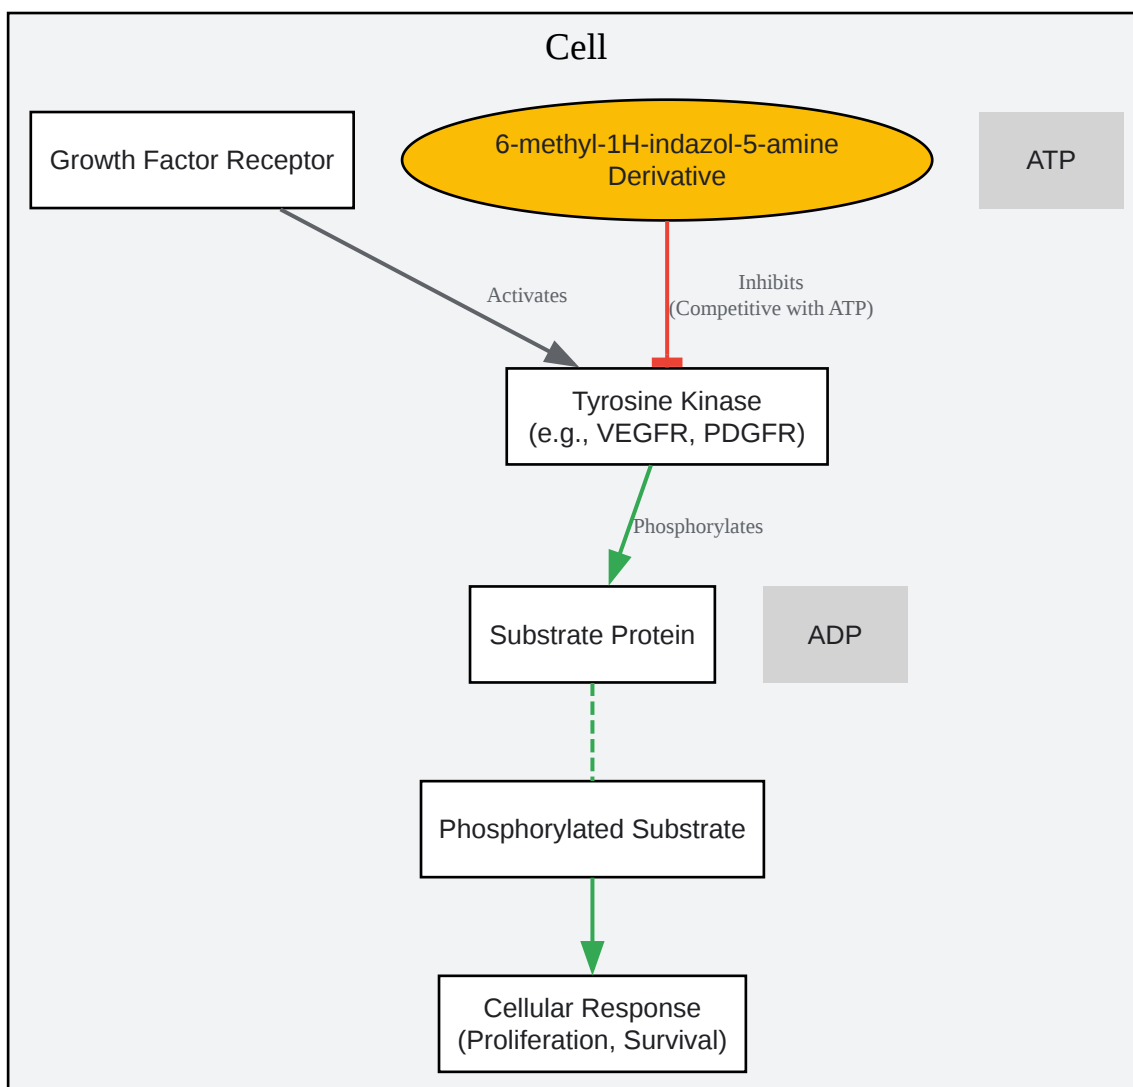 Cell
Growth Factor Receptor
6-methyl-1H-indazol-5-amine
Derivative
ATP
Activates
Inhibits
(Competitive with ATP)
Tyrosine Kinase
(e.g., VEGFR, PDGFR)
Phosphorylates
Substrate Protein
ADP
Phosphorylated Substrate
Cellular Response
(Proliferation, Survival)